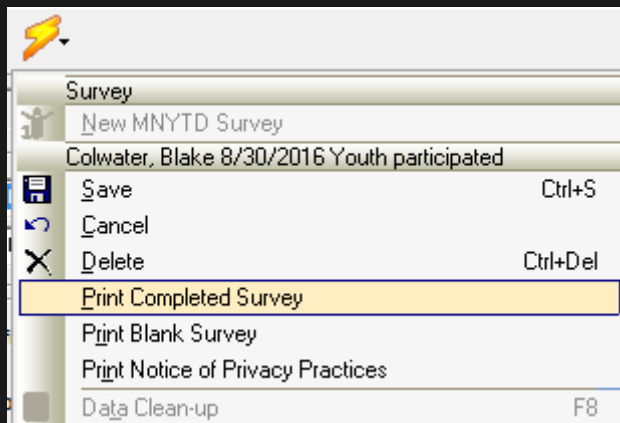 Survey
New MNYTD Survey
Colwater, Blake 8/30/2016 Youth participated
Save Ctrl+S
Cancel
Delete Ctrl+Del
Print Completed Survey
Print Blank Survey
Print Notice of Privacy Practices
Data Clean-up F8